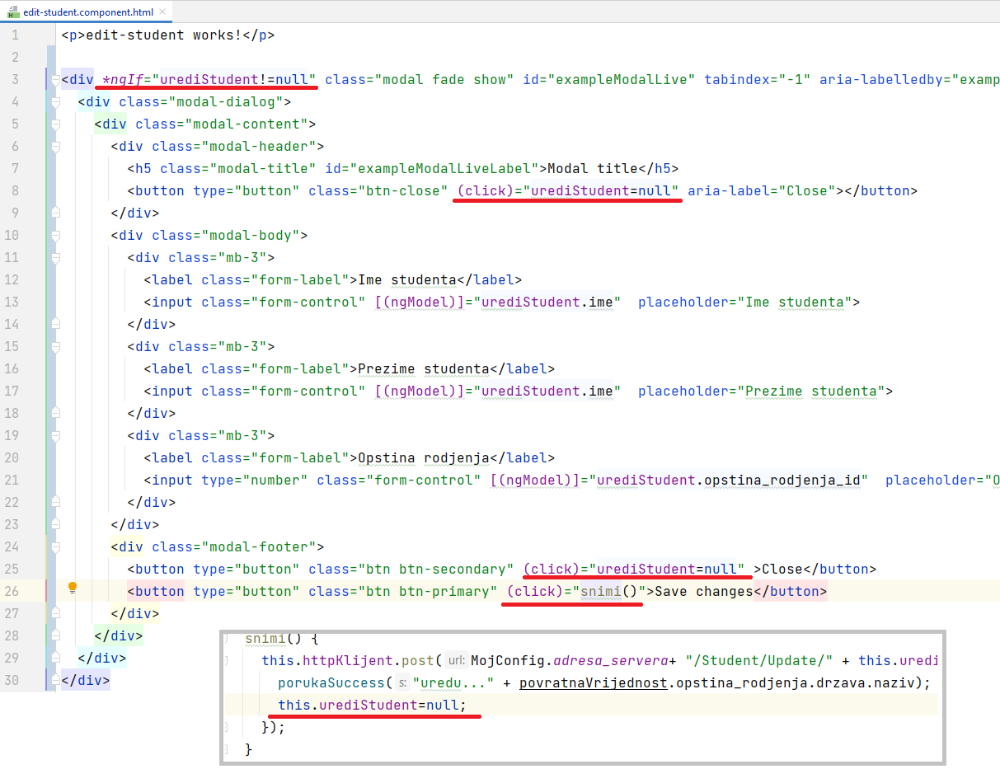 edit-student.component.html
1 <p>edit-student works!</p>
2
3 <div *ngIf="urediStudent!=null" class="modal fade show" id="exampleModalLive" tabindex="-1" aria-labelledby="examp
4 <div class="modal-dialog">
5 <div class="modal-content">
6 <div class="modal-header">
7 <h5 class="modal-title" id="exampleModalLiveLabel">Modal title</h5>
8 <button type="button" class="btn-close" (click)="urediStudent=null" aria-label="Close"></button>
9 </div>
10 <div class="modal-body">
11 <div class="mb-3">
12 <label class="form-label">Ime studenta</label>
13 <input class="form-control" [(ngModel)]="urediStudent.ime" placeholder="Ime studenta">
14 </div>
15 <div class="mb-3">
16 <label class="form-label">Prezime studenta</label>
17 <input class="form-control" [(ngModel)]="urediStudent.ime" placeholder="Prezime studenta">
18 </div>
19 <div class="mb-3">
20 <label class="form-label">Opstina rodjenja</label>
21 <input type="number" class="form-control" [(ngModel)]="urediStudent.opstina_rodjenja_id" placeholder="O
22 </div>
23 </div>
24 <div class="modal-footer">
25 <button type="button" class="btn btn-secondary" (click)="urediStudent=null" >Close</button>
26 <button type="button" class="btn btn-primary" (click)="snimi()">Save changes</button>
27 </div>
28 </div>
29 </div>
30 </div>
snimi() {
this.httpKlijent.post( url: MojConfig.adresa_servera+ "/Student/Update/" + this.uredi
porukaSuccess( s: "uredu..." + povratnaVrijednost.opstina_rodjenja.drzava.naziv);
this.urediStudent=null;
});
}